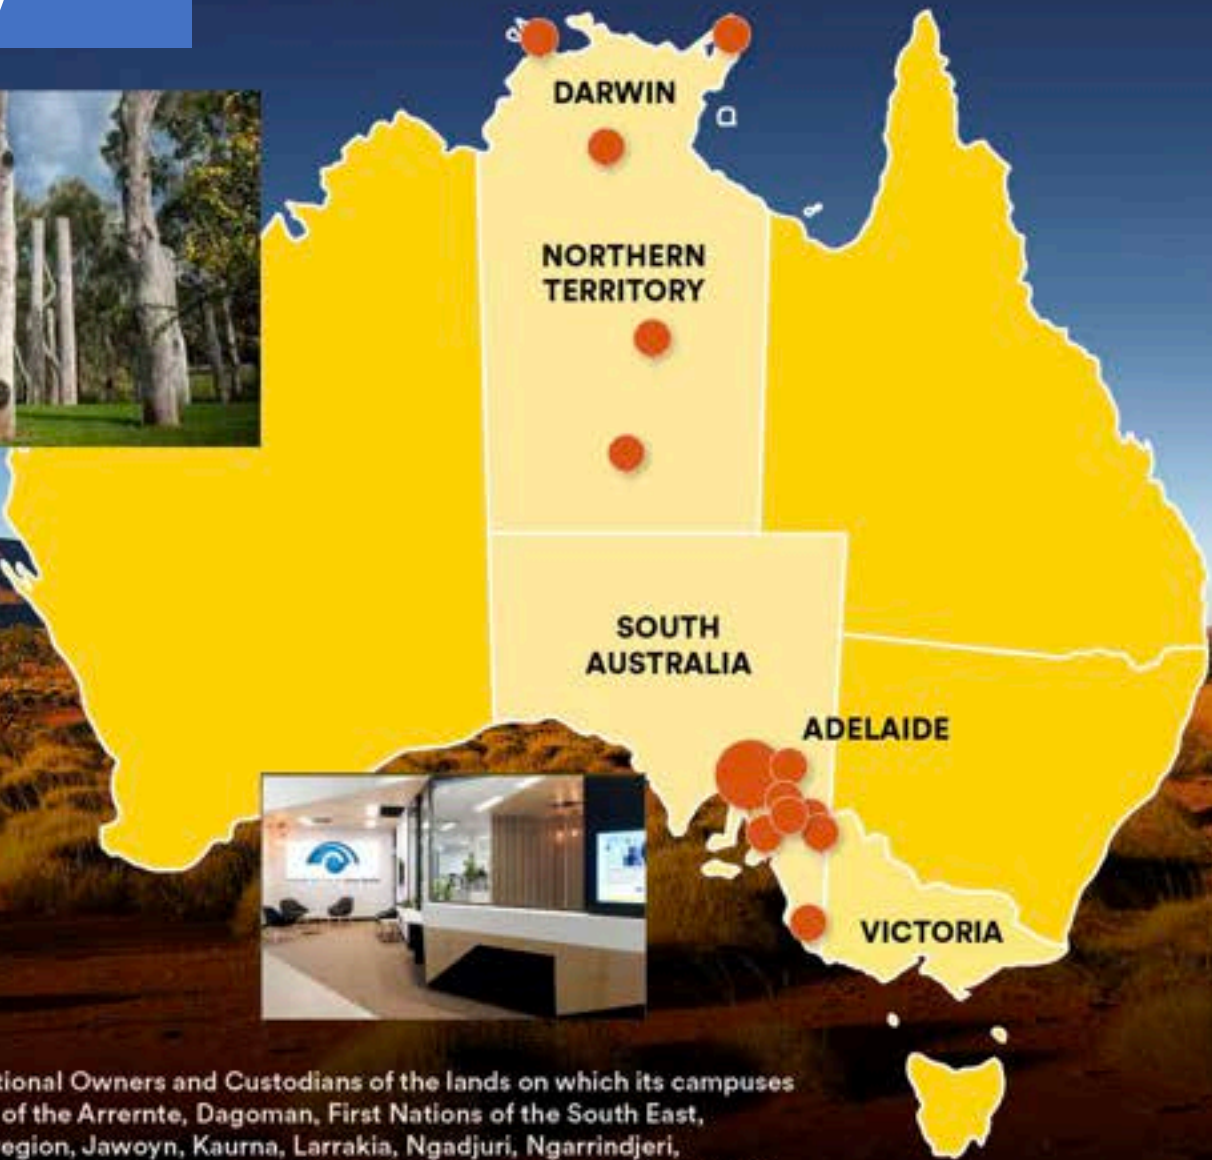 DARWIN
NORTHERN
TERRITORY
SOUTH
AUSTRALIA
ADELAIDE
VICTORIA
tional Owners and Custodians of the lands on which its campuses
of the Arrernte, Dagoman, First Nations of the South East,
egion, Jawoyn, Kaurna, Larrakia, Ngadjuri, Ngarrindjeri,